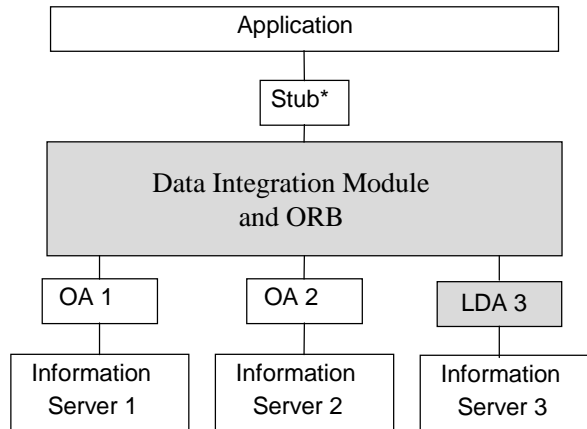 Application
Stub*
Data Integration Module
and ORB
OA 1
OA 2
LDA 3
Information
Server 1
Information
Server 2
Information
Server 3